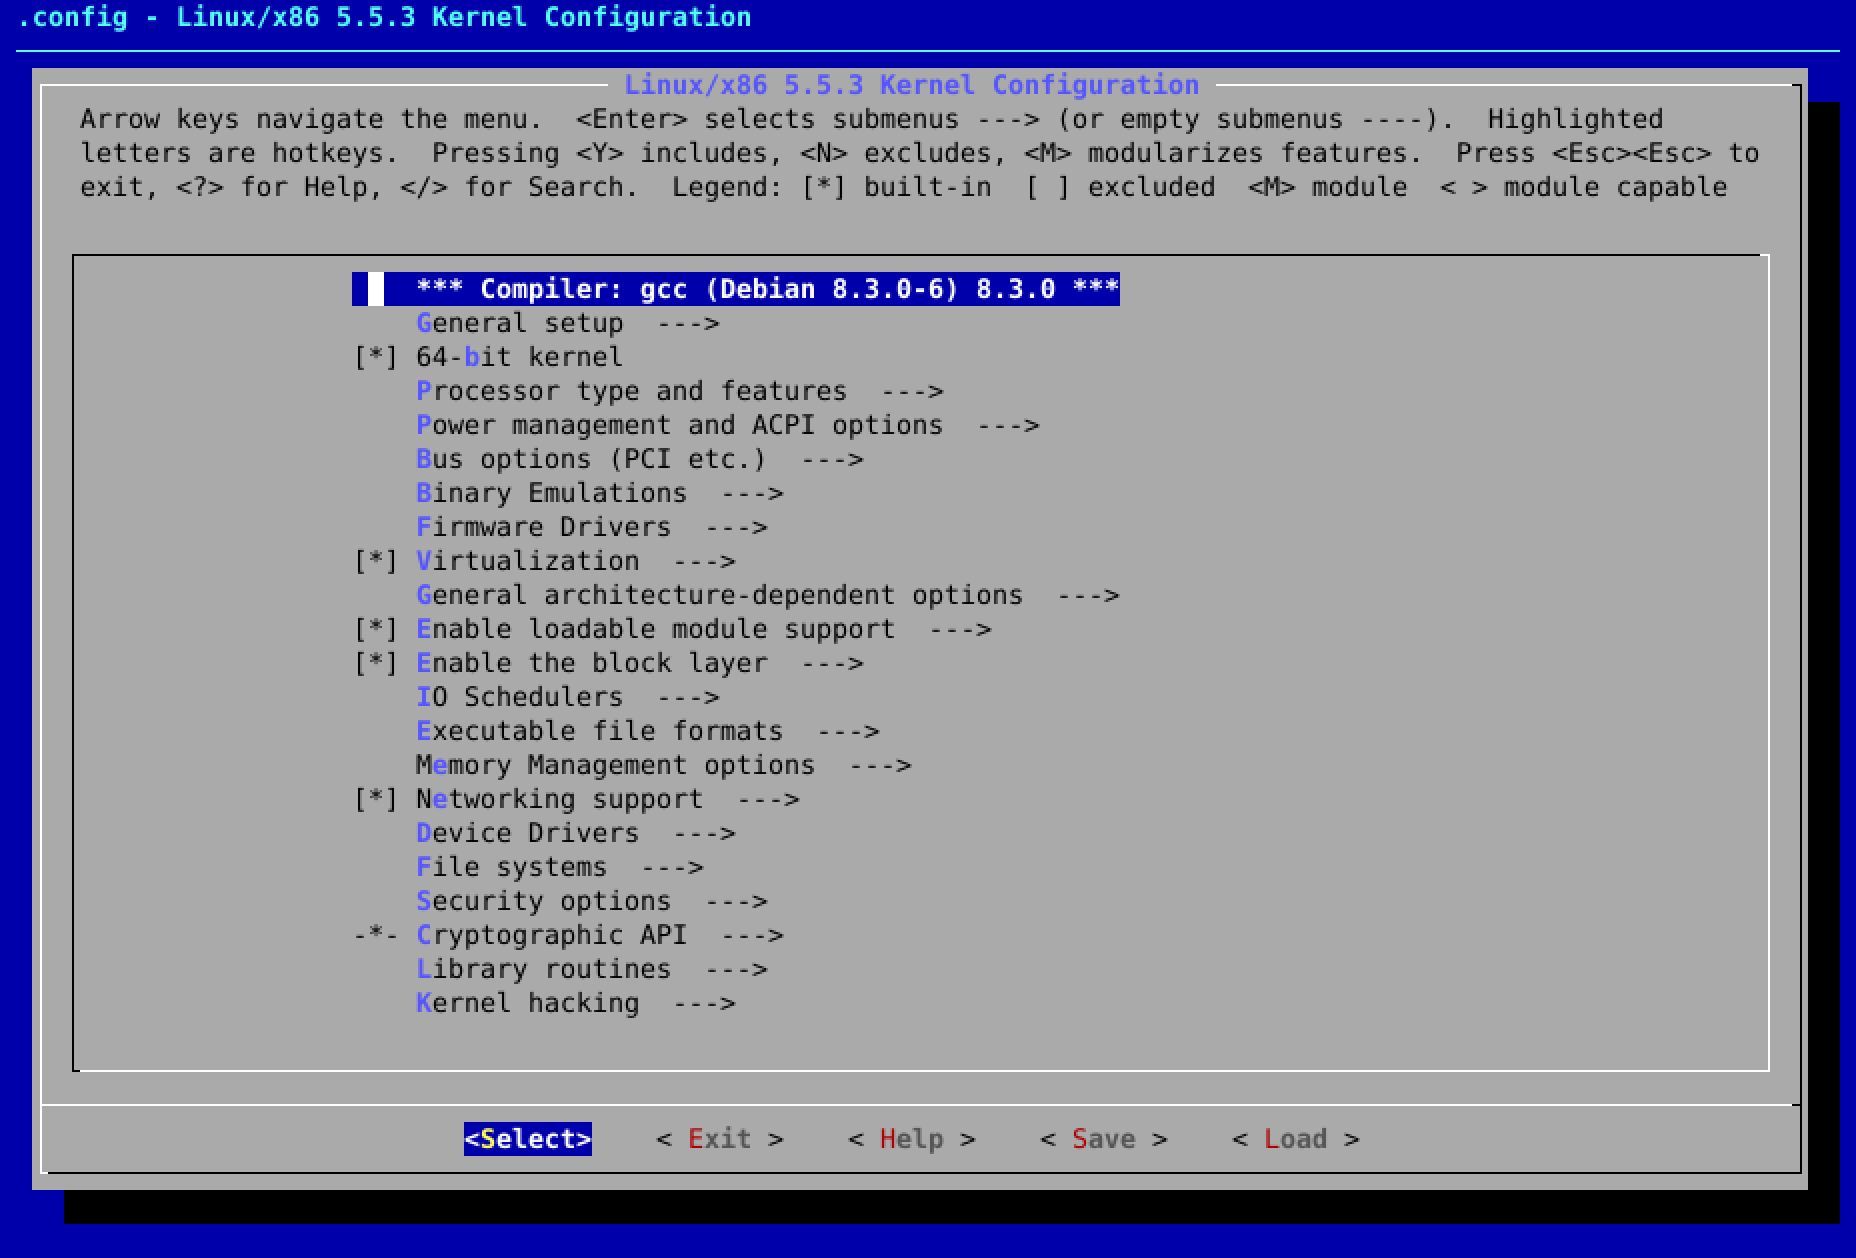 .config - Linux/x86 5.5.3 Kernel Configuration
Linux/x86 5.5.3 Kernel Configuration
Arrow keys navigate the menu.  <Enter> selects submenus ---> (or empty submenus ----).  Highlighted
letters are hotkeys.  Pressing <Y> includes, <N> excludes, <M> modularizes features.  Press <Esc><Esc> to
exit, <?> for Help, </> for Search.  Legend: [*] built-in  [ ] excluded  <M> module  < > module capable
*** Compiler: gcc (Debian 8.3.0-6) 8.3.0 ***
General setup  --->
[*] 64-bit kernel
Processor type and features  --->
Power management and ACPI options  --->
Bus options (PCI etc.)  --->
Binary Emulations  --->
Firmware Drivers  --->
[*] Virtualization  --->
General architecture-dependent options  --->
[*] Enable loadable module support  --->
[*] Enable the block layer  --->
IO Schedulers  --->
Executable file formats  --->
Memory Management options  --->
[*] Networking support  --->
Device Drivers  --->
File systems  --->
Security options  --->
-*- Cryptographic API  --->
Library routines  --->
Kernel hacking  --->
<Select>    < Exit >    < Help >    < Save >    < Load >